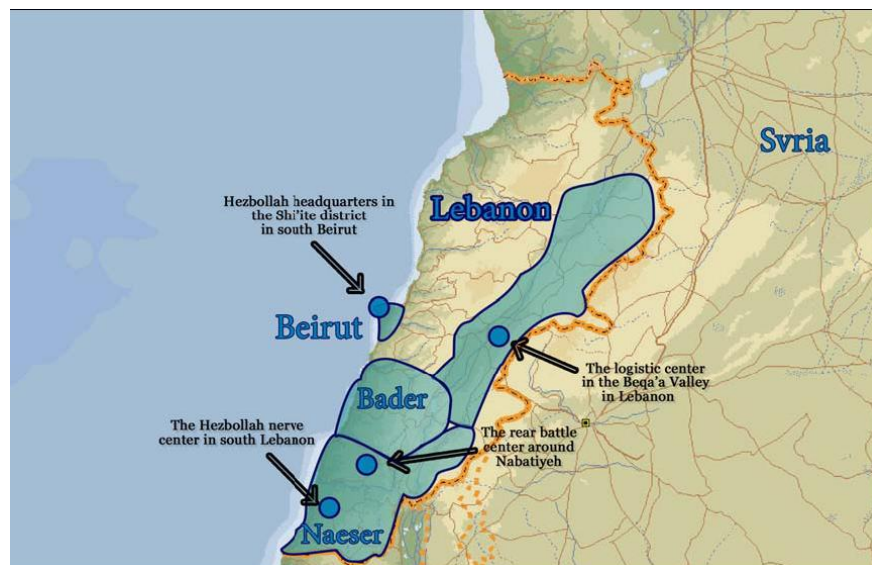 Svria
Hezbollah headquarters in
the Shi'ite district
in south Beirut
Lebanon
Beirut
The logistic center
in the Beqa'a Valley
in Lebanon
Bader
The Hezbollah nerve
center in south Lebanon
The rear battle
center around
Nabatiyeh
Naeser